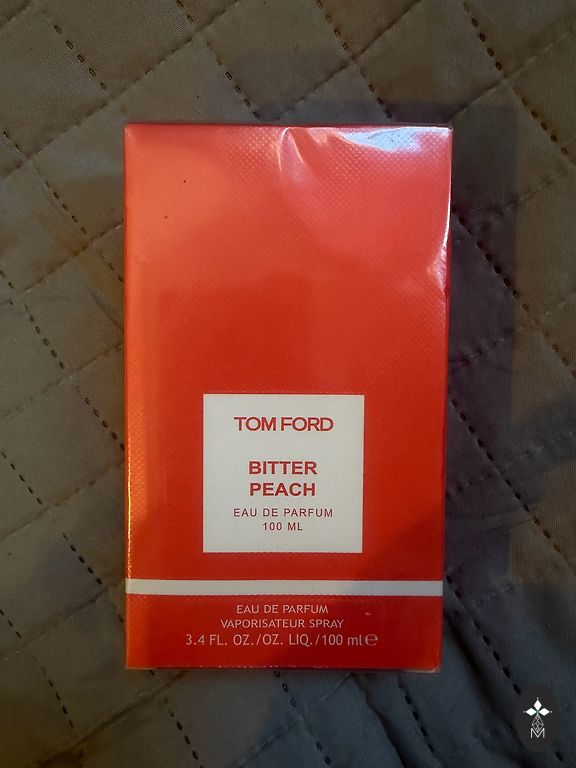 TOM FORD
BITTER
PEACH
EAU DE PARFUM
100 ML
EAU DE PARFUM
VAPORISATEUR SPRAY
3.4 FL. OZ./OZ. LIQ./100 ml ℮